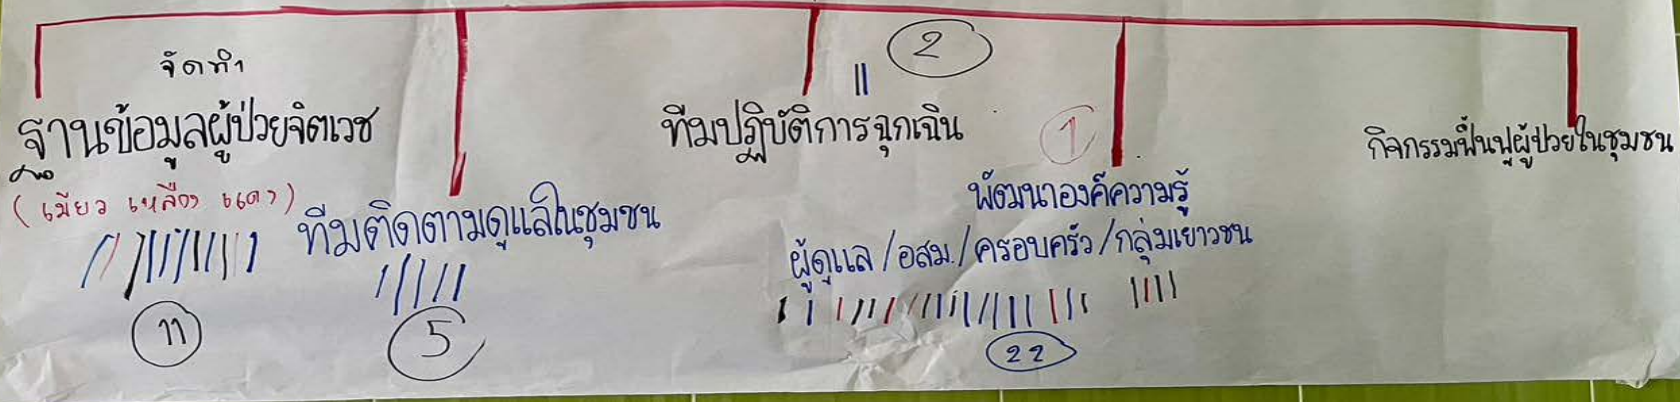 จัดทำ
ฐานข้อมูลผู้ป่วยจิตเวช
(เขียว เหลือง แดง)
11
ทีมติดตามดูแลในชุมชน
5
2
ทีมปฏิบัติการฉุกเฉิน
1
พัฒนาองค์ความรู้
ผู้ดูแล/อสม./ครอบครัว/กลุ่มเยาวชน
22
กิจกรรมฟื้นฟูผู้ป่วยในชุมชน